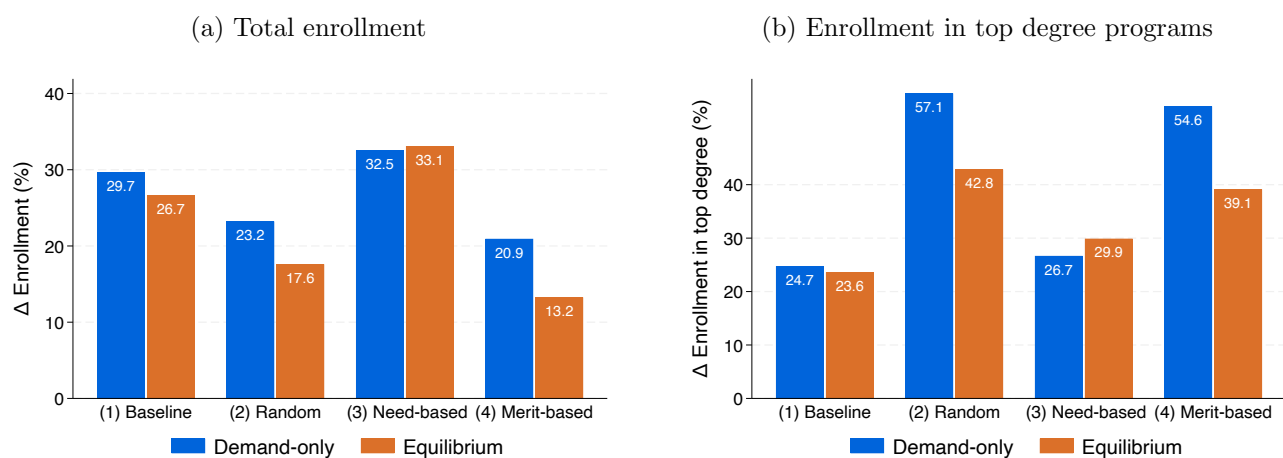 (a) Total enrollment
Δ Enrollment (%)
40
30
20
10
0
29.7
26.7
23.2
17.6
32.5
33.1
20.9
13.2
(1) Baseline
(2) Random
(3) Need-based
(4) Merit-based
Demand-only
Equilibrium
(b) Enrollment in top degree programs
Δ Enrollment in top degree (%)
40
30
20
10
0
24.7
23.6
57.1
42.8
26.7
29.9
54.6
39.1
(1) Baseline
(2) Random
(3) Need-based
(4) Merit-based
Demand-only
Equilibrium